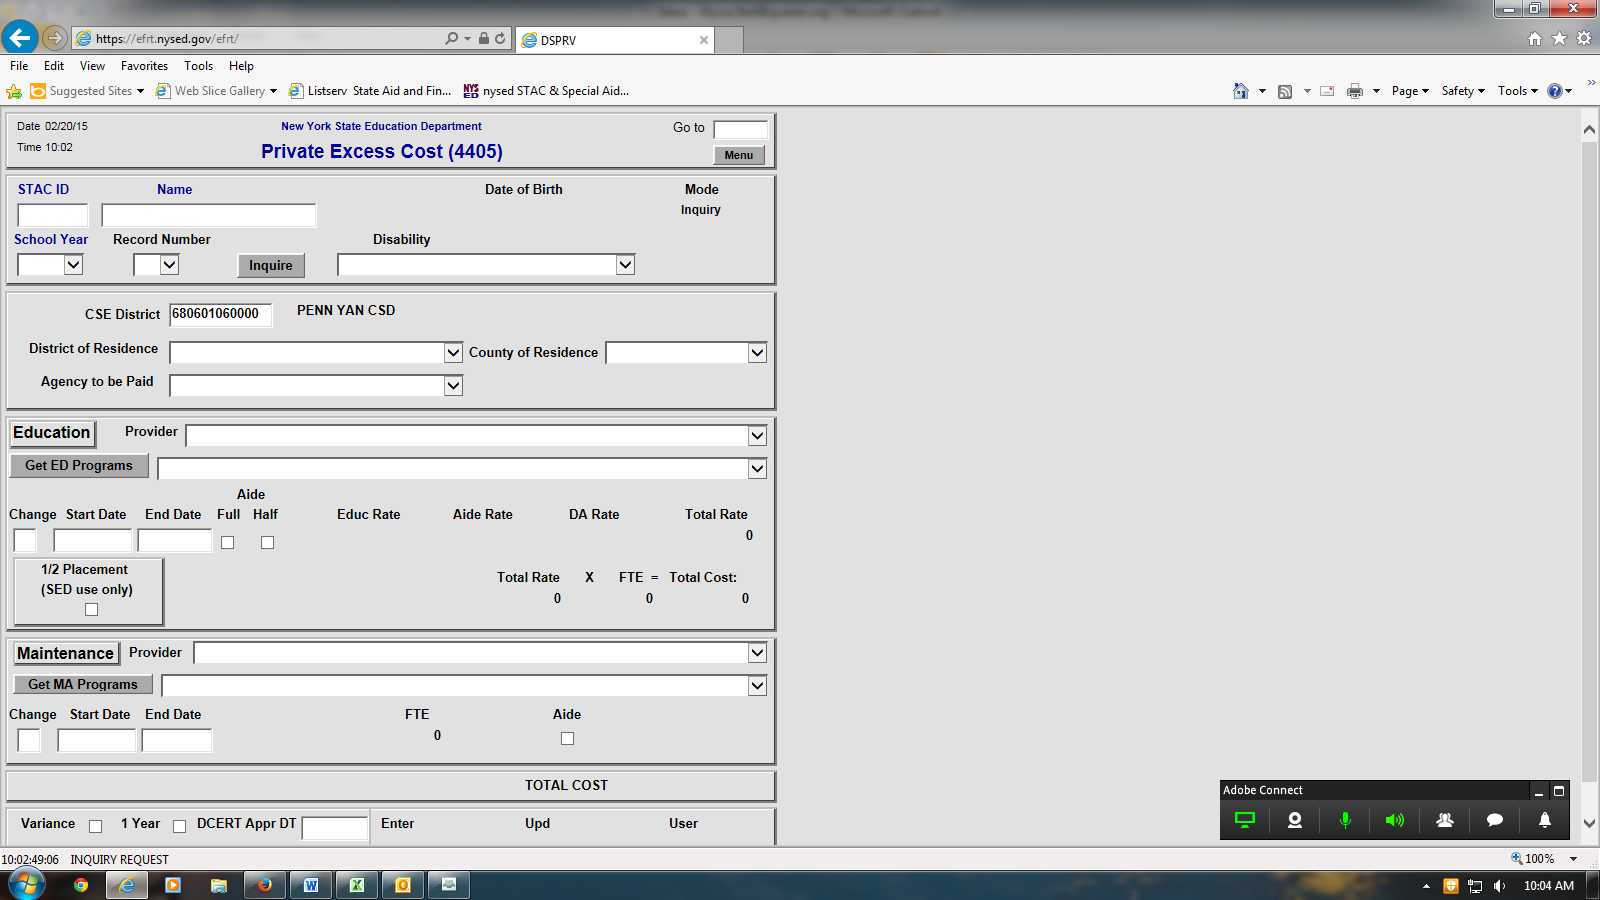 https://efrt.nysed.gov/efrt/
DSPRV
File Edit View Favorites Tools Help
Suggested Sites Web Slice Gallery Listserv State Aid and Fin... NYS ED nysed STAC & Special Aid...
Page Safety Tools
Date 02/20/15 New York State Education Department Go to
Time 10:02 Private Excess Cost (4405) Menu
STAC ID Name Date of Birth Mode
Inquiry
School Year Record Number Disability
Inquire
CSE District 680601060000 PENN YAN CSD
District of Residence County of Residence
Agency to be Paid
Education Provider
Get ED Programs
Aide
Change Start Date End Date Full Half Educ Rate Aide Rate DA Rate Total Rate
0
1/2 Placement
(SED use only)
Total Rate X FTE = Total Cost:
0 0 0
Maintenance Provider
Get MA Programs
Change Start Date End Date FTE Aide
0
TOTAL COST
Variance 1 Year DCERT Appr DT Enter Upd User
Adobe Connect
10:02:49:06 INQUIRY REQUEST 100%
10:04 AM